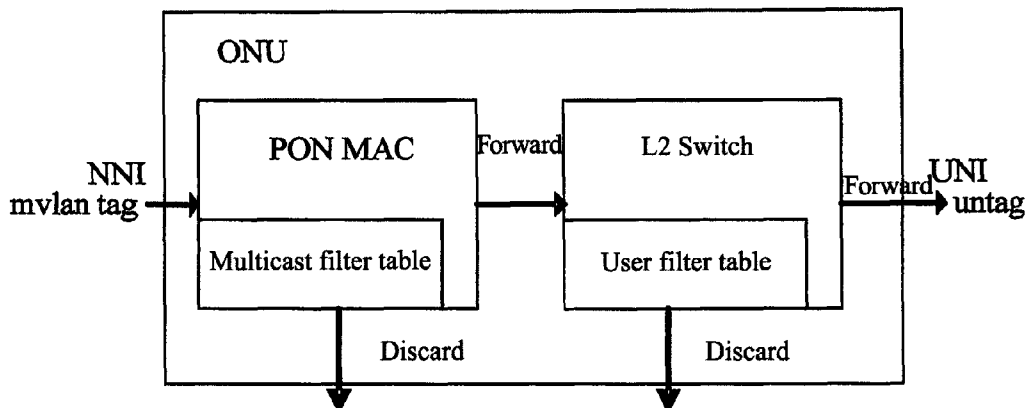 ONU
NNI
mvlan tag
PON MAC
Multicast filter table
Forward
L2 Switch
User filter table
Forward
UNI
untag
Discard
Discard